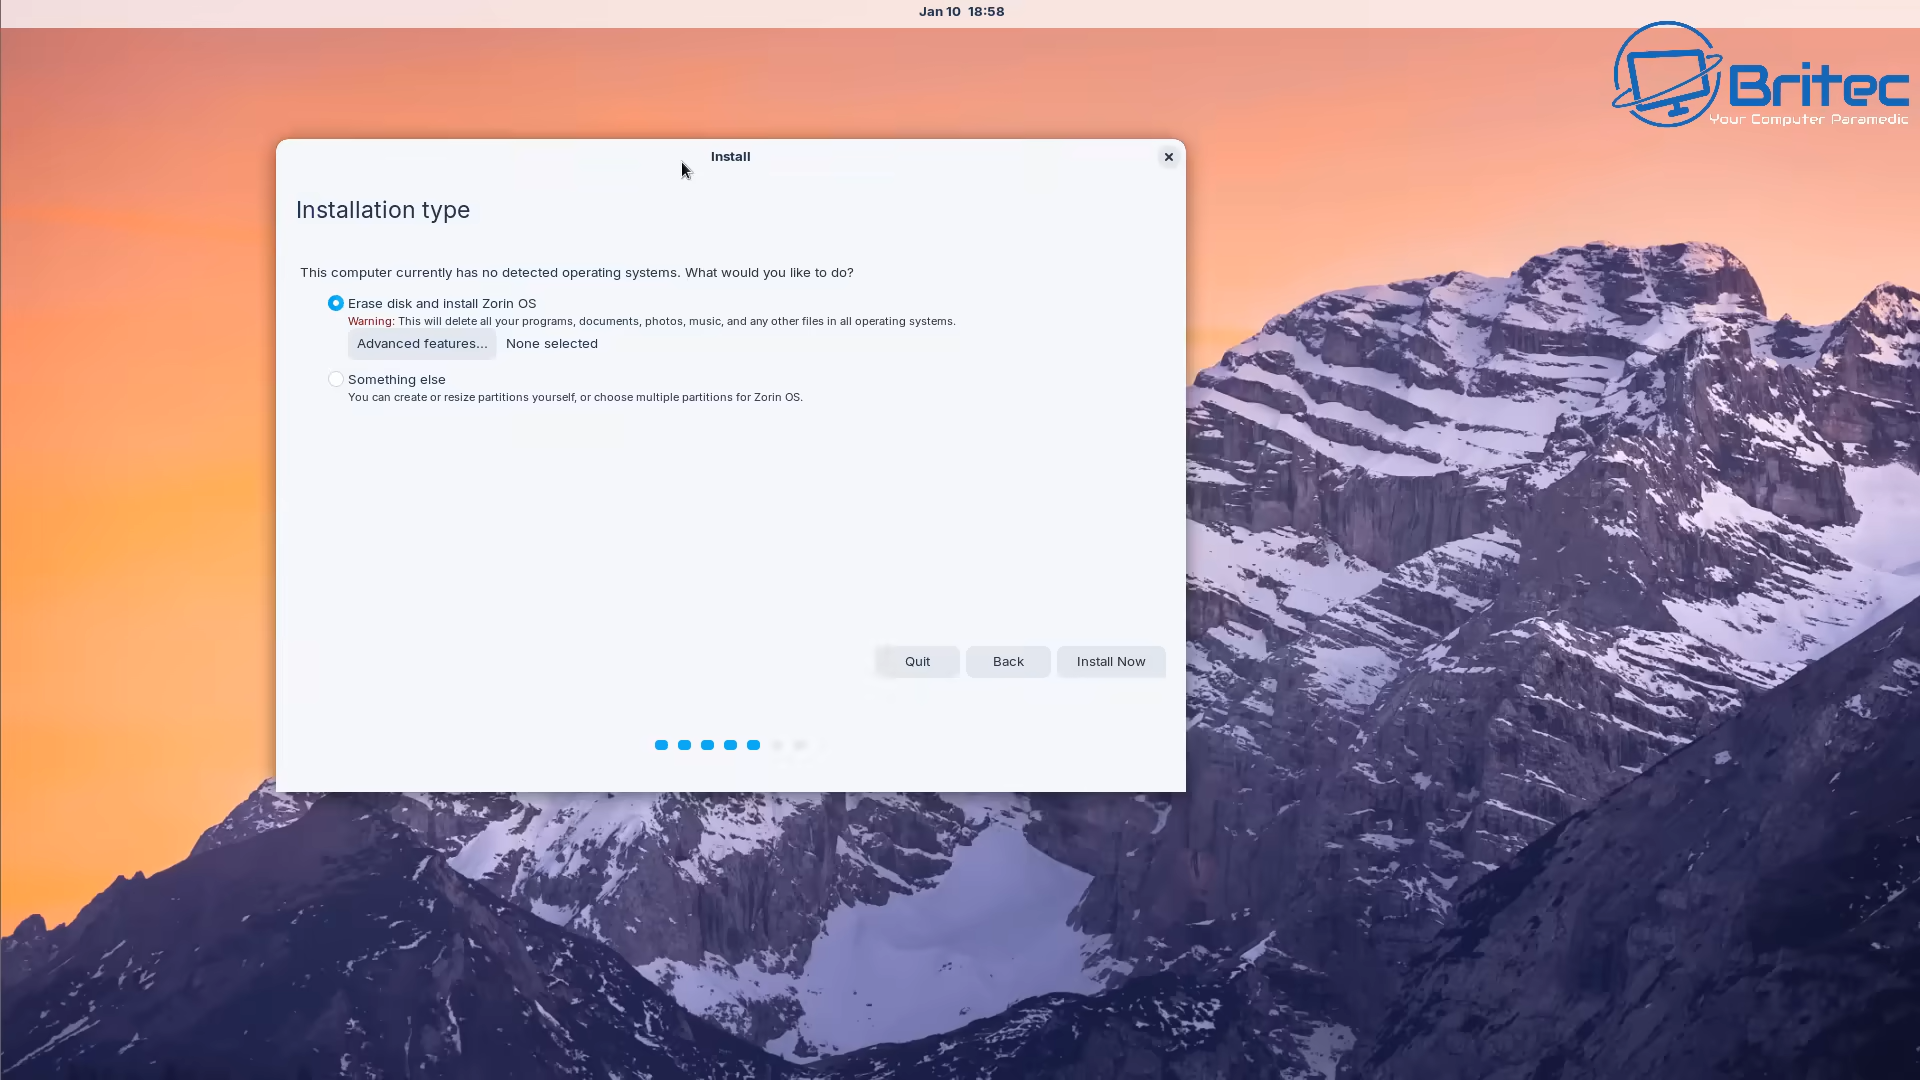 Jan 10 18:58
Britec
Your Computer Paramedic
Install
Installation type
This computer currently has no detected operating systems. What would you like to do?
Erase disk and install Zorin OS
Warning: This will delete all your programs, documents, photos, music, and any other files in all operating systems.
Advanced features... None selected
Something else
You can create or resize partitions yourself, or choose multiple partitions for Zorin OS.
Quit Back Install Now